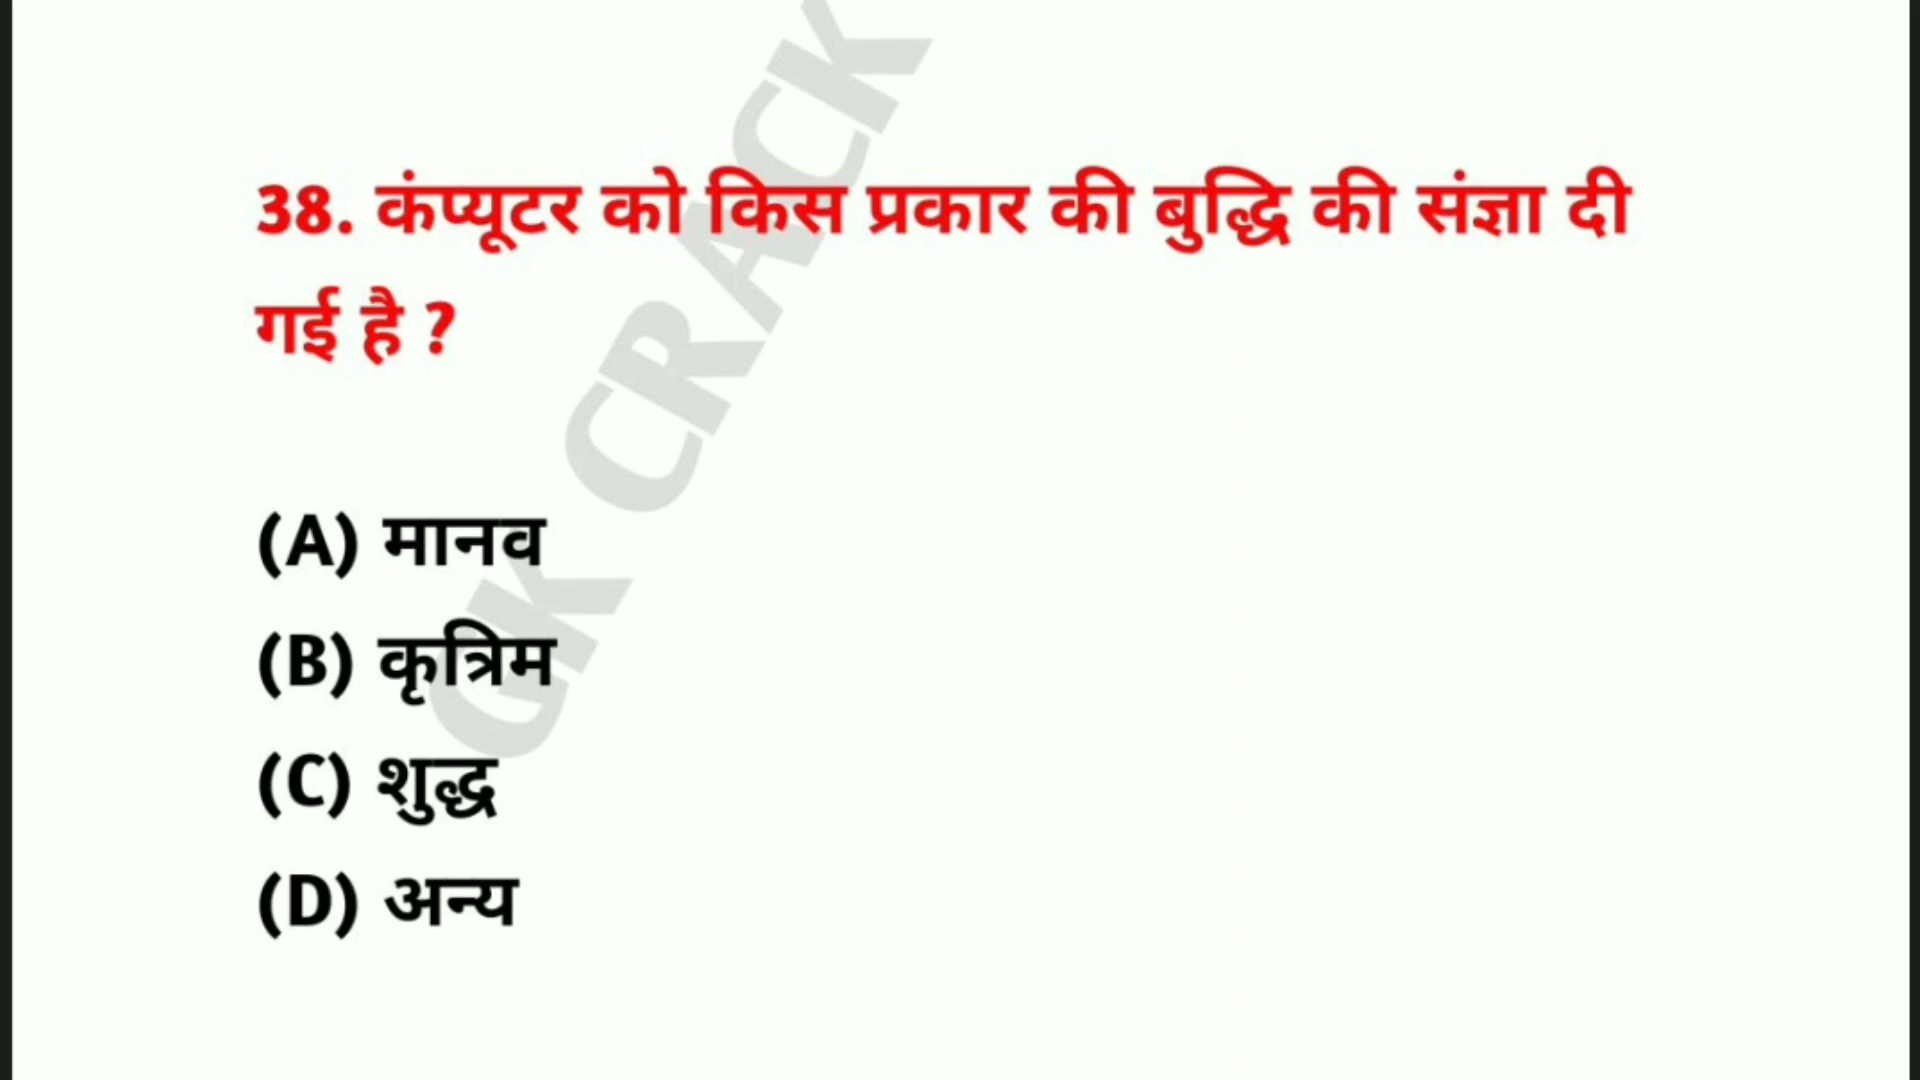 38. कंप्यूटर को किस प्रकार की बुद्धि की संज्ञा दी
गई है ?
(A) मानव
(B) कृत्रिम
(C) शुद्ध
(D) अन्य
GK CRACK